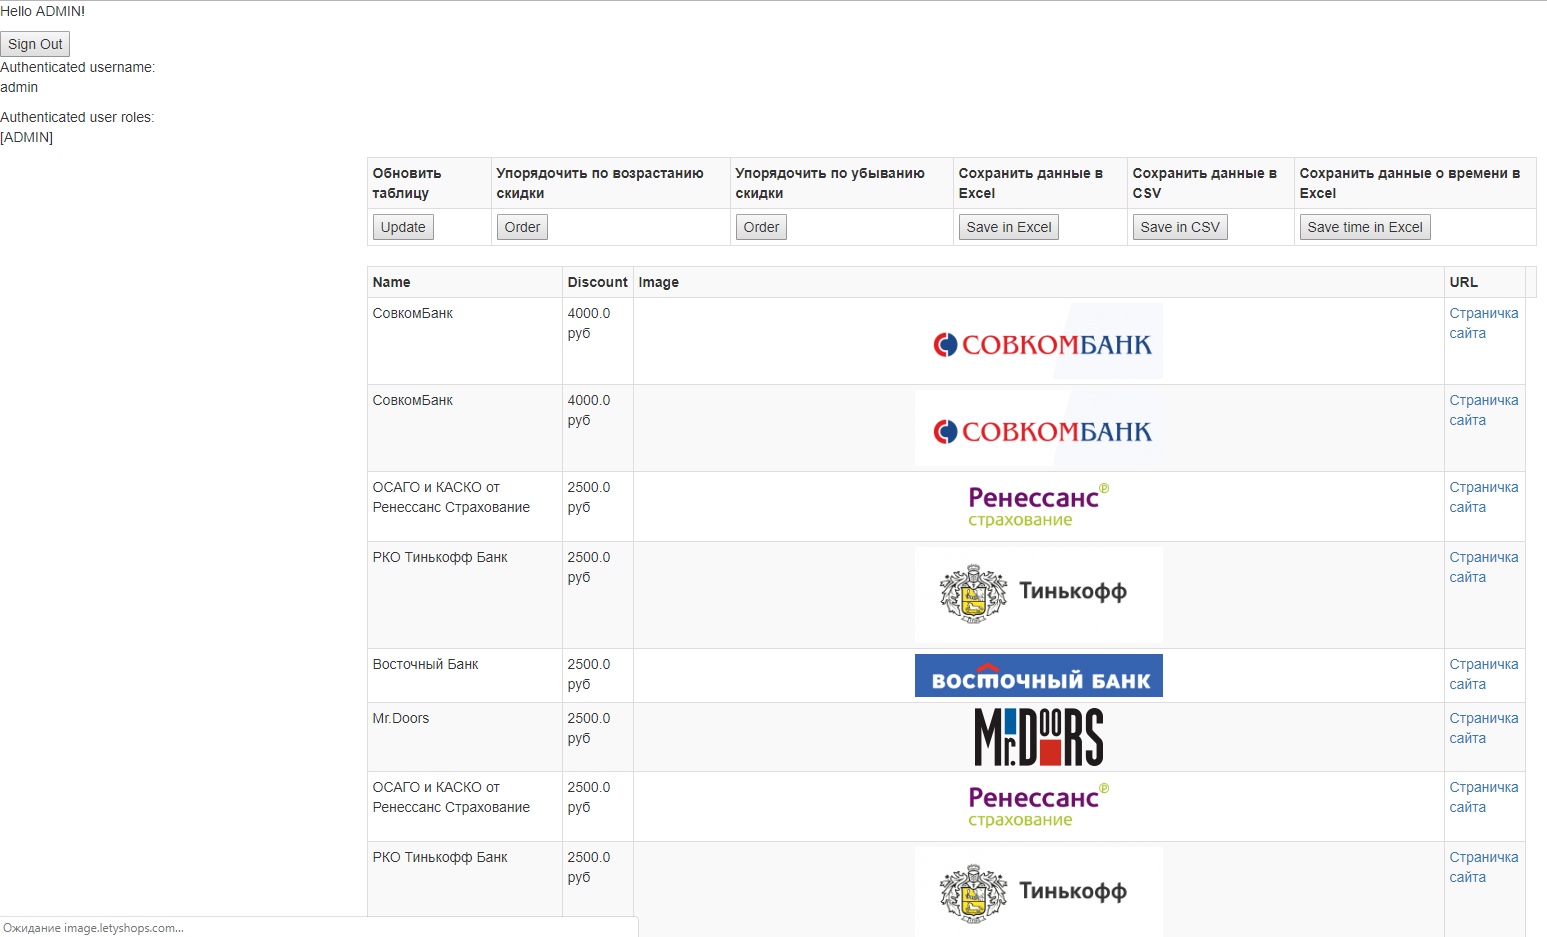 Hello ADMIN!
Sign Out
Authenticated username:
admin
Authenticated user roles:
[ADMIN]
Обновить таблицу
Упорядочить по возрастанию скидки
Упорядочить по убыванию скидки
Сохранить данные в Excel
Сохранить данные в CSV
Сохранить данные о времени в Excel
Update
Order
Order
Save in Excel
Save in CSV
Save time in Excel
Name
Discount
Image
URL
СовкомБанк
4000.0 руб
СОВКОМБАНК
Страничка сайта
СовкомБанк
4000.0 руб
СОВКОМБАНК
Страничка сайта
ОСАГО и КАСКО от Ренессанс Страхование
2500.0 руб
Ренессанс
страхование
Страничка сайта
РКО Тинькофф Банк
2500.0 руб
Тинькофф
Страничка сайта
Восточный Банк
2500.0 руб
ВОСТОЧНЫЙ БАНК
Страничка сайта
Mr.Doors
2500.0 руб
Mr.DOORS
Страничка сайта
ОСАГО и КАСКО от Ренессанс Страхование
2500.0 руб
Ренессанс
страхование
Страничка сайта
РКО Тинькофф Банк
2500.0 руб
Тинькофф
Страничка сайта
Ожидание image.letyshops.com...